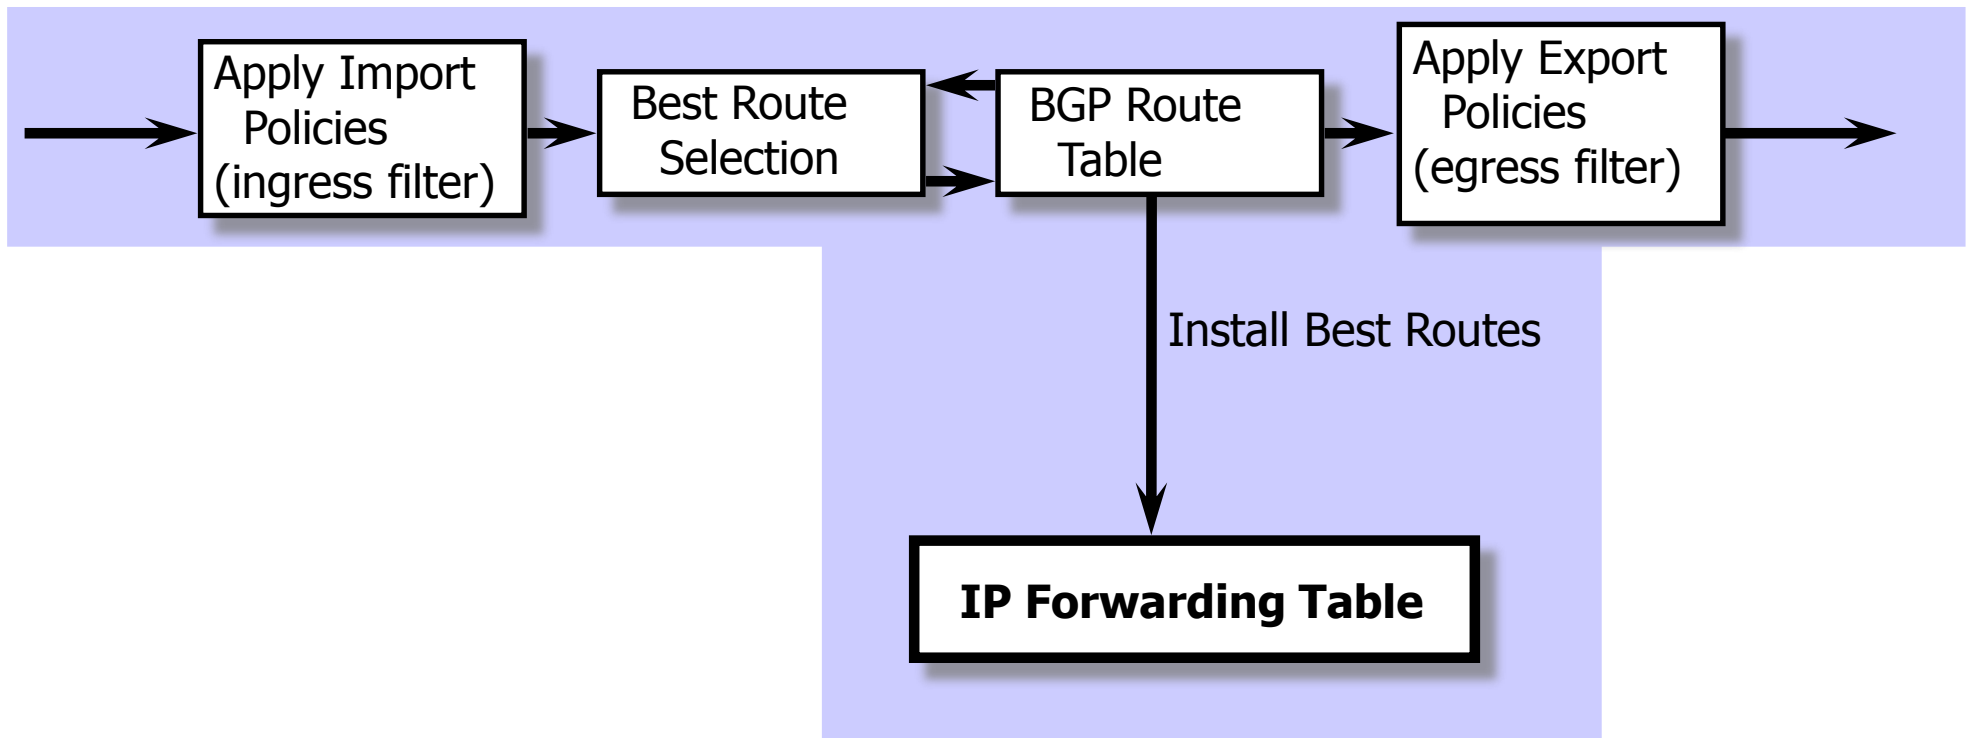 Apply Import
Policies
(ingress filter)
Best Route
Selection
BGP Route
Table
Apply Export
Policies
(egress filter)
Install Best Routes
IP Forwarding Table